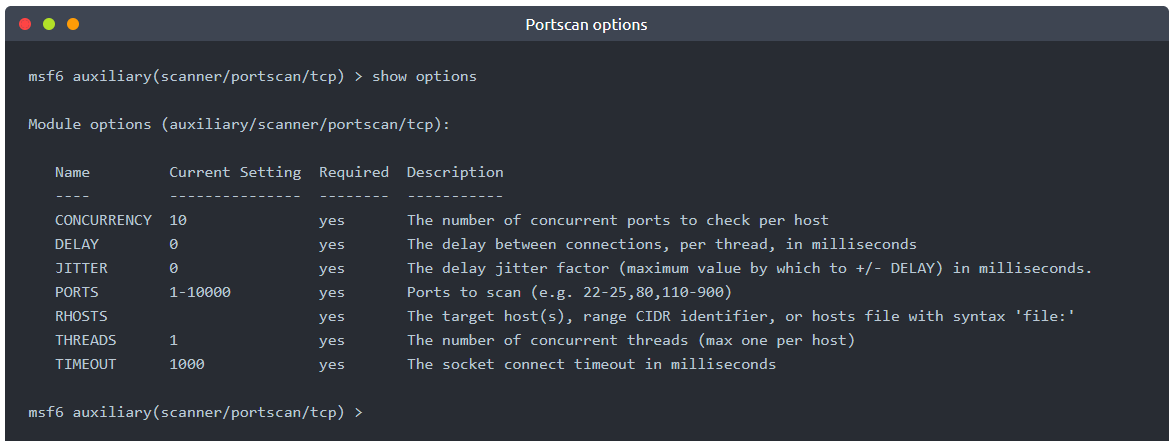 Portscan options
msf6 auxiliary(scanner/portscan/tcp) > show options
Module options (auxiliary/scanner/portscan/tcp):
Name         Current Setting  Required  Description
----         ---------------  --------  -----------
CONCURRENCY  10               yes       The number of concurrent ports to check per host
DELAY        0                yes       The delay between connections, per thread, in milliseconds
JITTER       0                yes       The delay jitter factor (maximum value by which to +/- DELAY) in milliseconds.
PORTS        1-10000          yes       Ports to scan (e.g. 22-25,80,110-900)
RHOSTS                        yes       The target host(s), range CIDR identifier, or hosts file with syntax 'file:'
THREADS      1                yes       The number of concurrent threads (max one per host)
TIMEOUT      1000             yes       The socket connect timeout in milliseconds
msf6 auxiliary(scanner/portscan/tcp) >